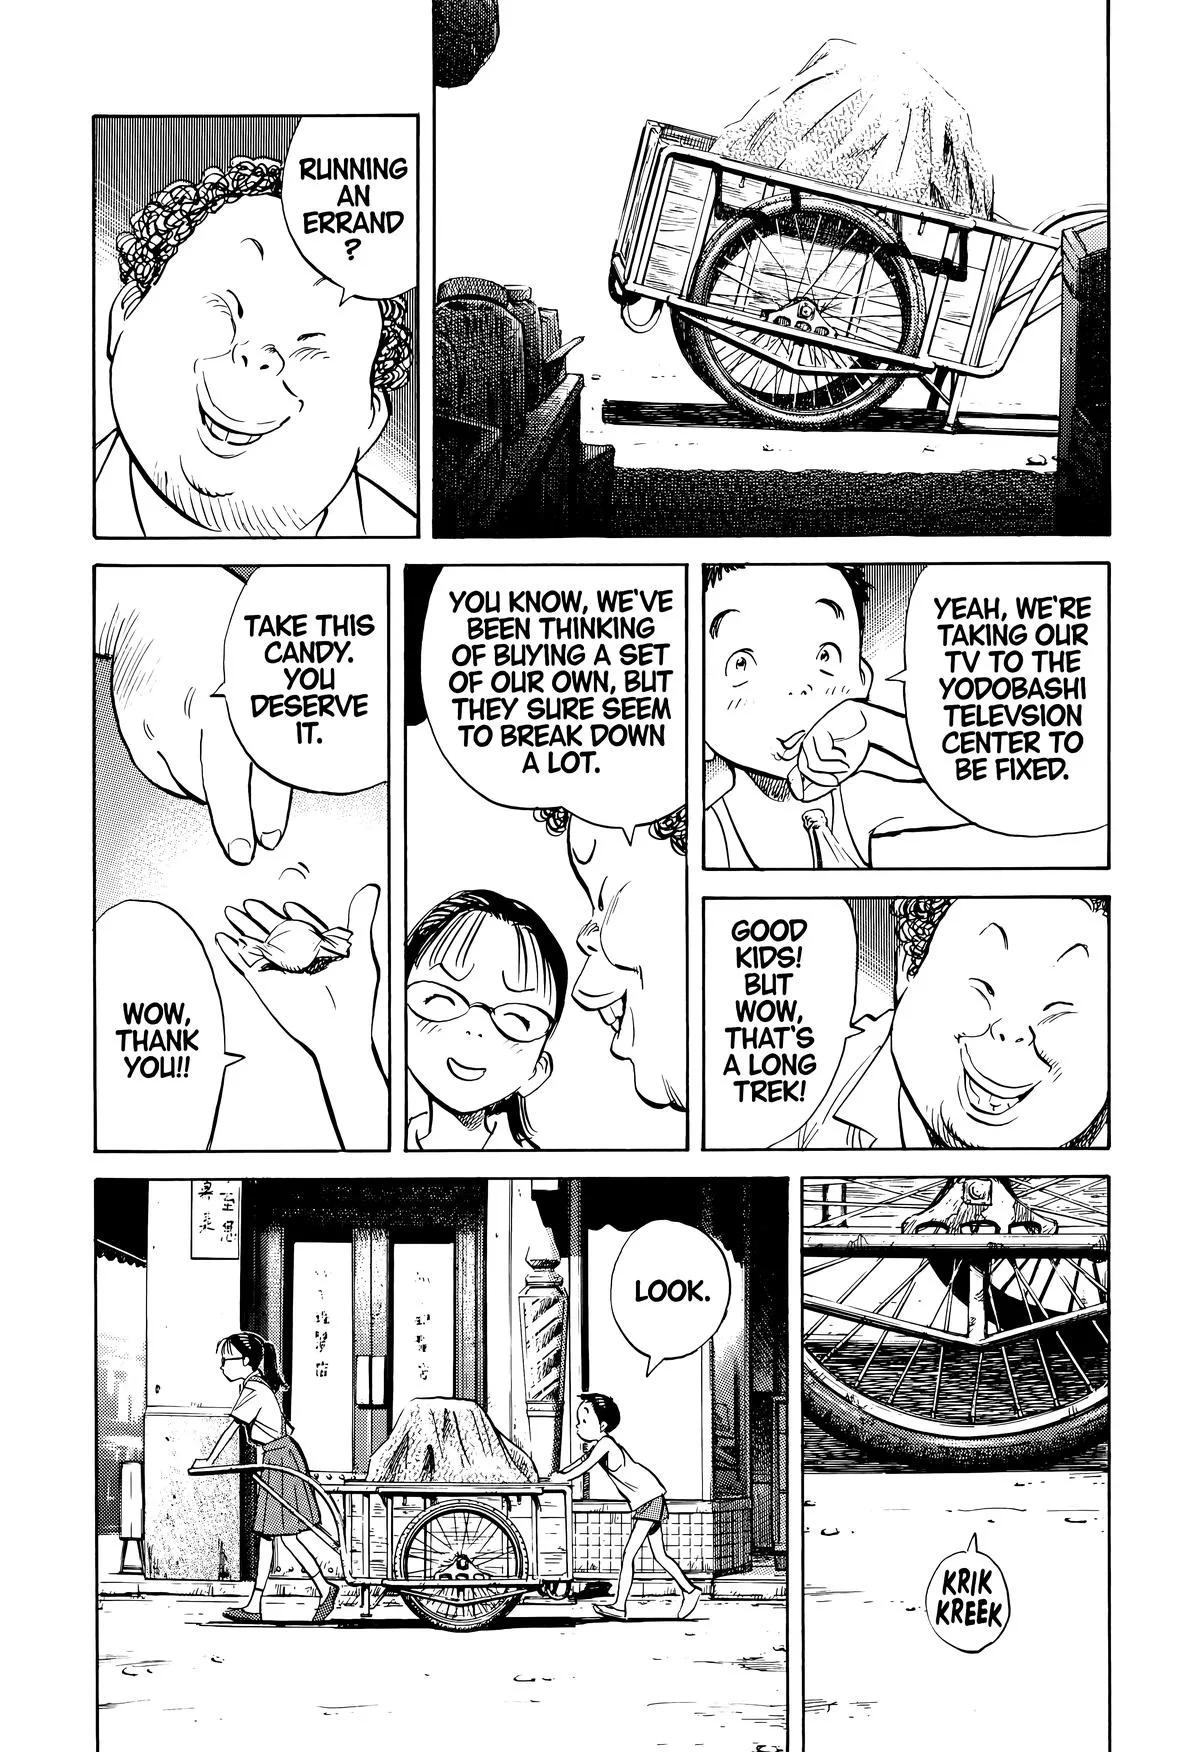 RUNNING
AN
ERRAND
?
YEAH, WE'RE
TAKING OUR
TV TO THE
YODOBASHI
TELEVSION
CENTER TO
BE FIXED.
GOOD
KIDS!
BUT
WOW,
THAT'S
A LONG
TREK!
YOU KNOW, WE'VE
BEEN THINKING
OF BUYING A SET
OF OUR OWN, BUT
THEY SURE SEEM
TO BREAK DOWN
A LOT.
TAKE THIS
CANDY.
YOU
DESERVE
IT.
WOW,
THANK
YOU!!
KRIK
KREEK
LOOK.